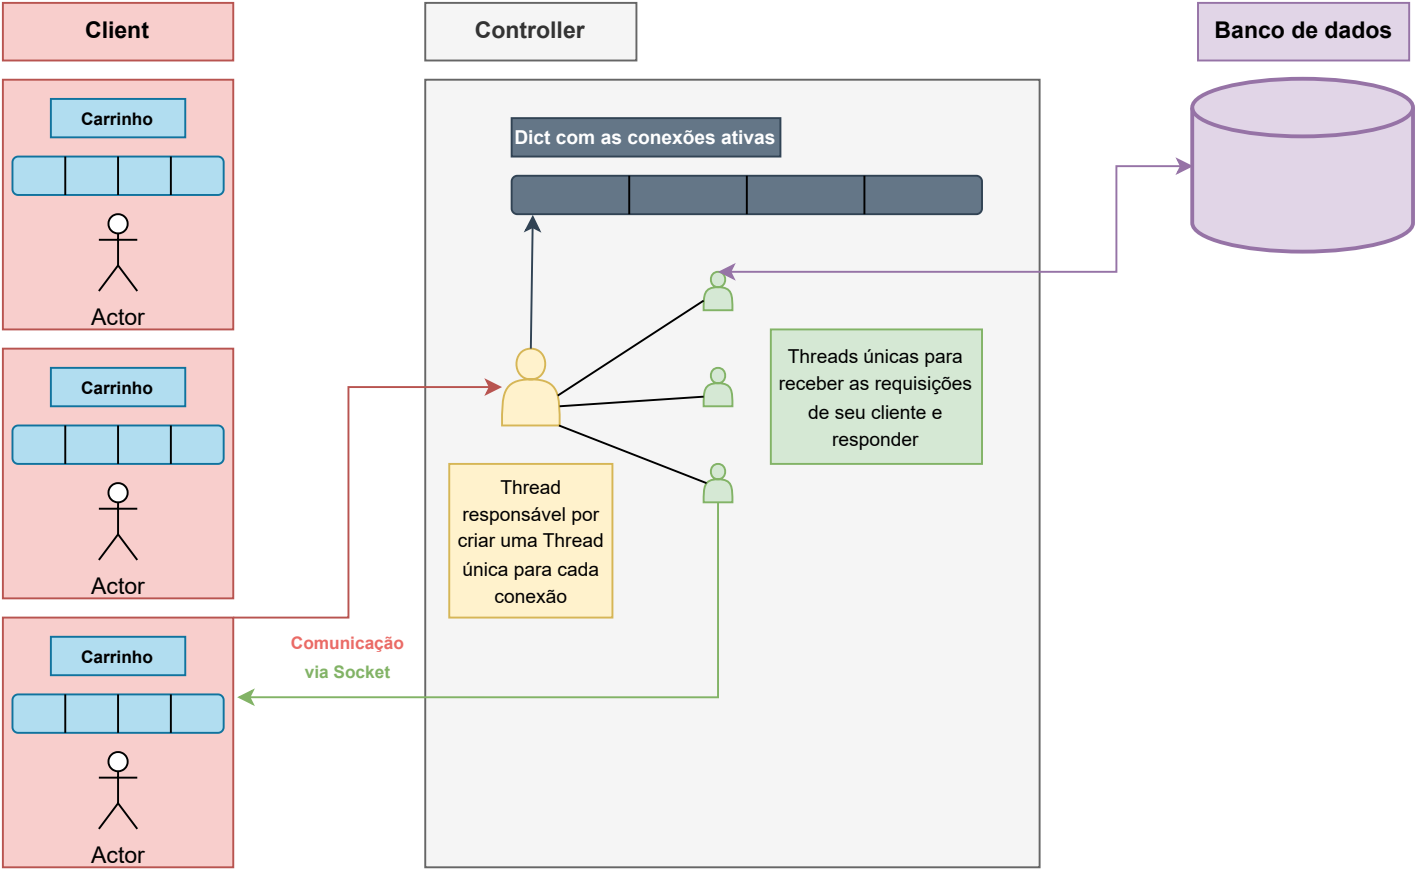 Client
Controller
Banco de dados
Carrinho
Actor
Carrinho
Actor
Carrinho
Actor
Dict com as conexões ativas
Threads únicas para
receber as requisições
de seu cliente e
responder
Thread
responsável por
criar uma Thread
única para cada
conexão
Comunicação
via Socket